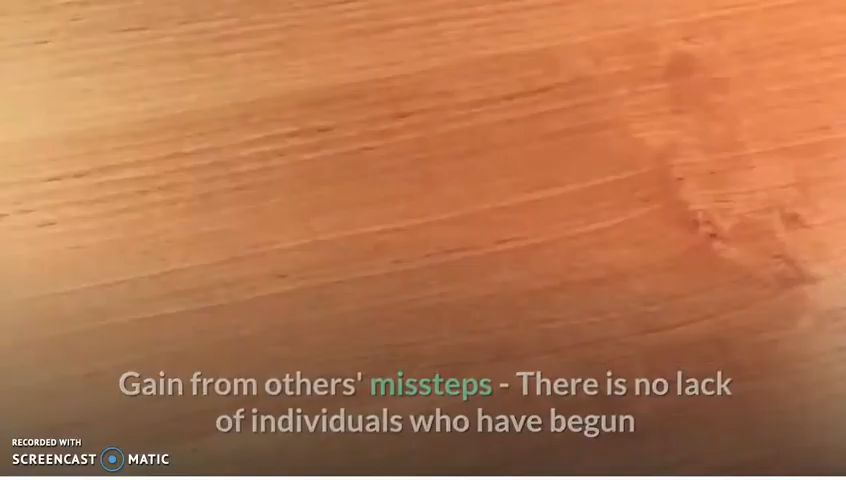 Gain from others' missteps - There is no lack
of individuals who have begun
RECORDED WITH
SCREENCAST MATIC